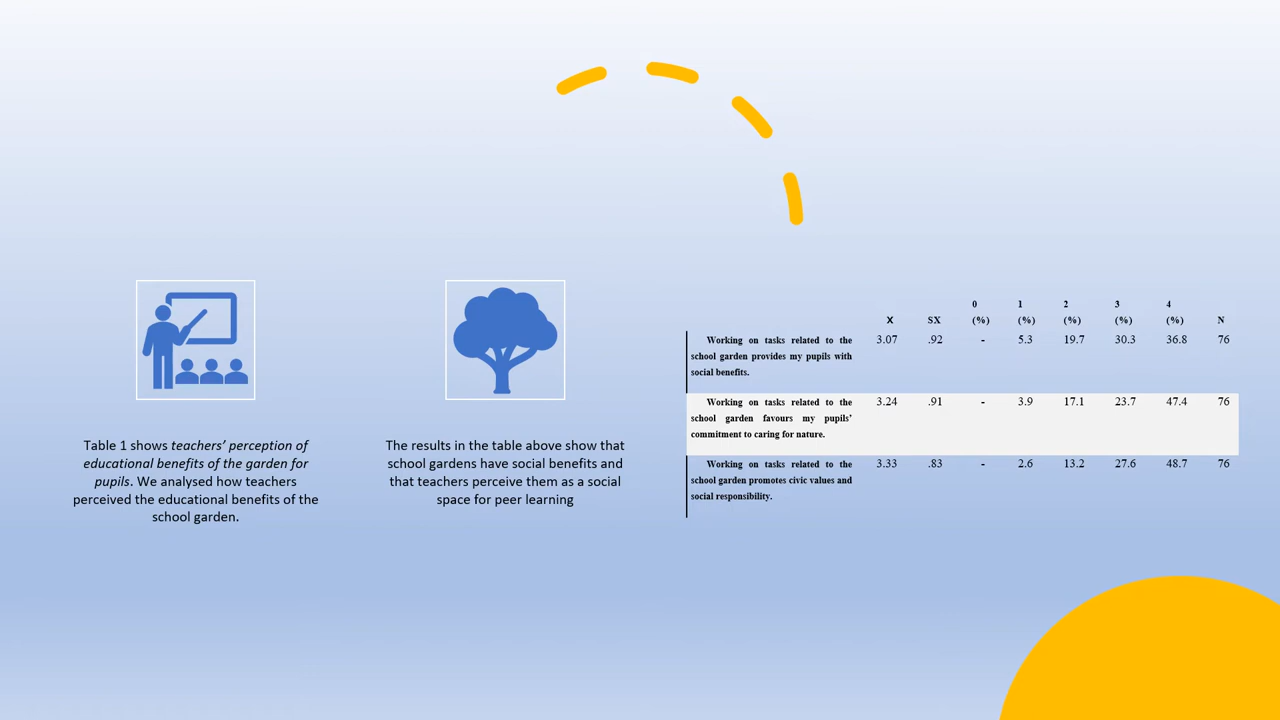 Table 1 shows teachers’ perception of
educational benefits of the garden for
pupils. We analysed how teachers
perceived the educational benefits of the
school garden.
The results in the table above show that
school gardens have social benefits and
that teachers perceive them as a social
space for peer learning
0 1 2 3 4
X SX (%) (%) (%) (%) (%) N
Working on tasks related to the 3.07 .92 - 5.3 19.7 30.3 36.8 76
school garden provides my pupils with
social benefits.
Working on tasks related to the 3.24 .91 - 3.9 17.1 23.7 47.4 76
school garden favours my pupils’
commitment to caring for nature.
Working on tasks related to the 3.33 .83 - 2.6 13.2 27.6 48.7 76
school garden promotes civic values and
social responsibility.